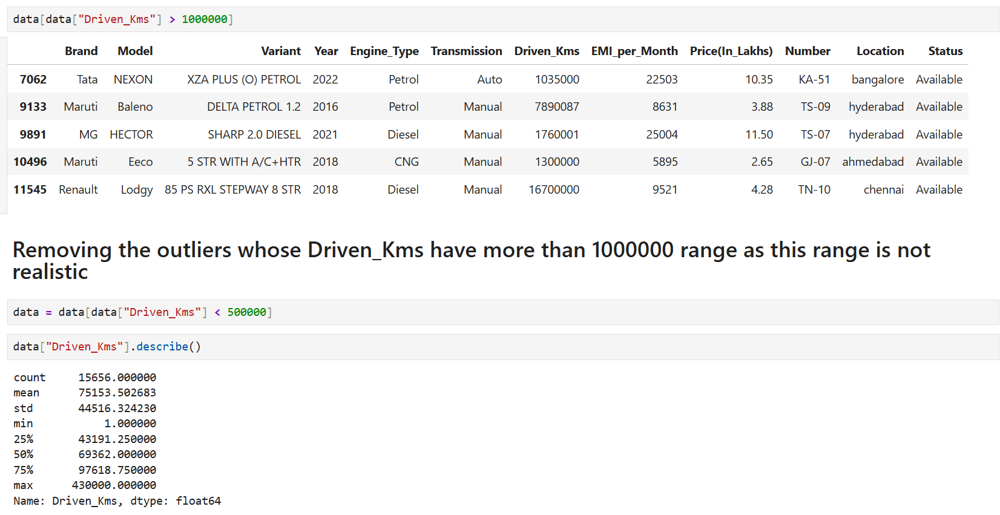 data[data["Driven_Kms"] > 1000000]
Brand Model Variant Year Engine_Type Transmission Driven_Kms EMI_per_Month Price(In_Lakhs) Number Location Status
7062 Tata NEXON XZA PLUS (O) PETROL 2022 Petrol Auto 1035000 22503 10.35 KA-51 bangalore Available
9133 Maruti Baleno DELTA PETROL 1.2 2016 Petrol Manual 7890087 8631 3.88 TS-09 hyderabad Available
9891 MG HECTOR SHARP 2.0 DIESEL 2021 Diesel Manual 1760001 25004 11.50 TS-07 hyderabad Available
10496 Maruti Eeco 5 STR WITH A/C+HTR 2018 CNG Manual 1300000 5895 2.65 GJ-07 ahmedabad Available
11545 Renault Lodgy 85 PS RXL STEPWAY 8 STR 2018 Diesel Manual 16700000 9521 4.28 TN-10 chennai Available
Removing the outliers whose Driven_Kms have more than 1000000 range as this range is not
realistic
data = data[data["Driven_Kms"] < 500000]
data["Driven_Kms"].describe()
count 15656.000000
mean 75153.502683
std 44516.324230
min 1.000000
25% 43191.250000
50% 69362.000000
75% 97618.750000
max 430000.000000
Name: Driven_Kms, dtype: float64